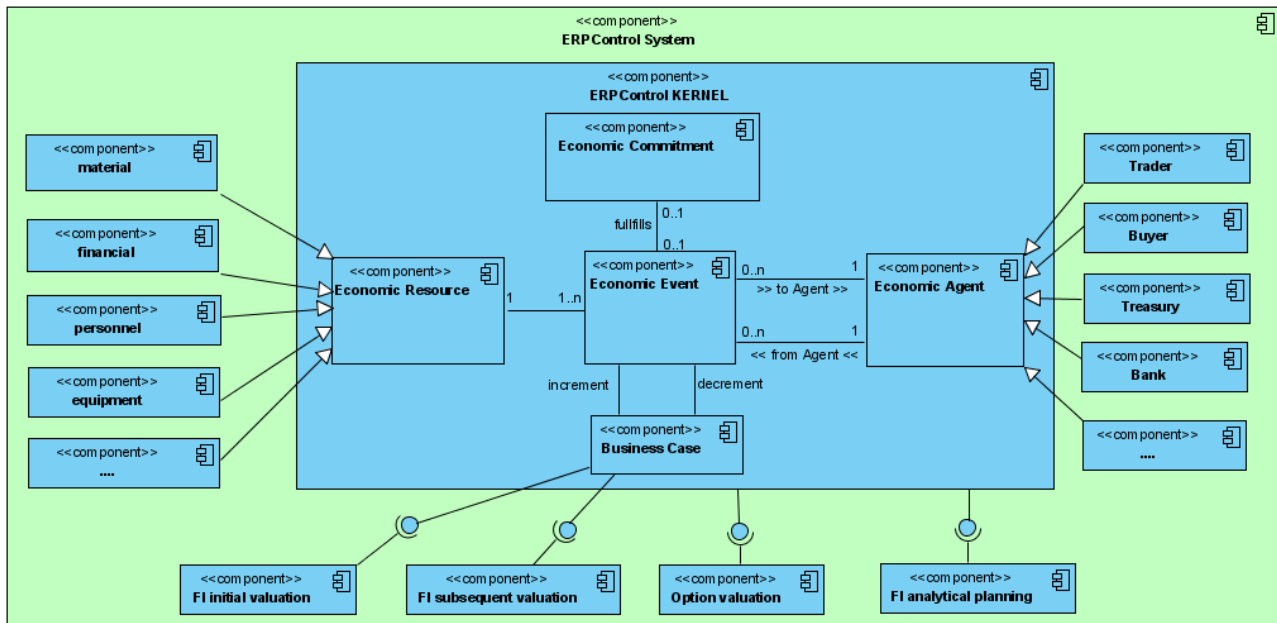 <<component>>
ERPControl System
<<component>>
ERPControl KERNEL
<<component>>
Economic Commitment
<<component>>
material
<<component>>
financial
<<component>>
personnel
<<component>>
equipment
<<component>>
....
<<component>>
Economic Resource
1
1..n
fullfills
0..1
0..1
<<component>>
Economic Event
0..n
1
>> to Agent >>
0..n
1
<< from Agent <<
<<component>>
Economic Agent
<<component>>
Trader
<<component>>
Buyer
<<component>>
Treasury
<<component>>
Bank
<<component>>
....
increment
decrement
<<component>>
Business Case
<<component>>
FI initial valuation
<<component>>
FI subsequent valuation
<<component>>
Option valuation
<<component>>
FI analytical planning